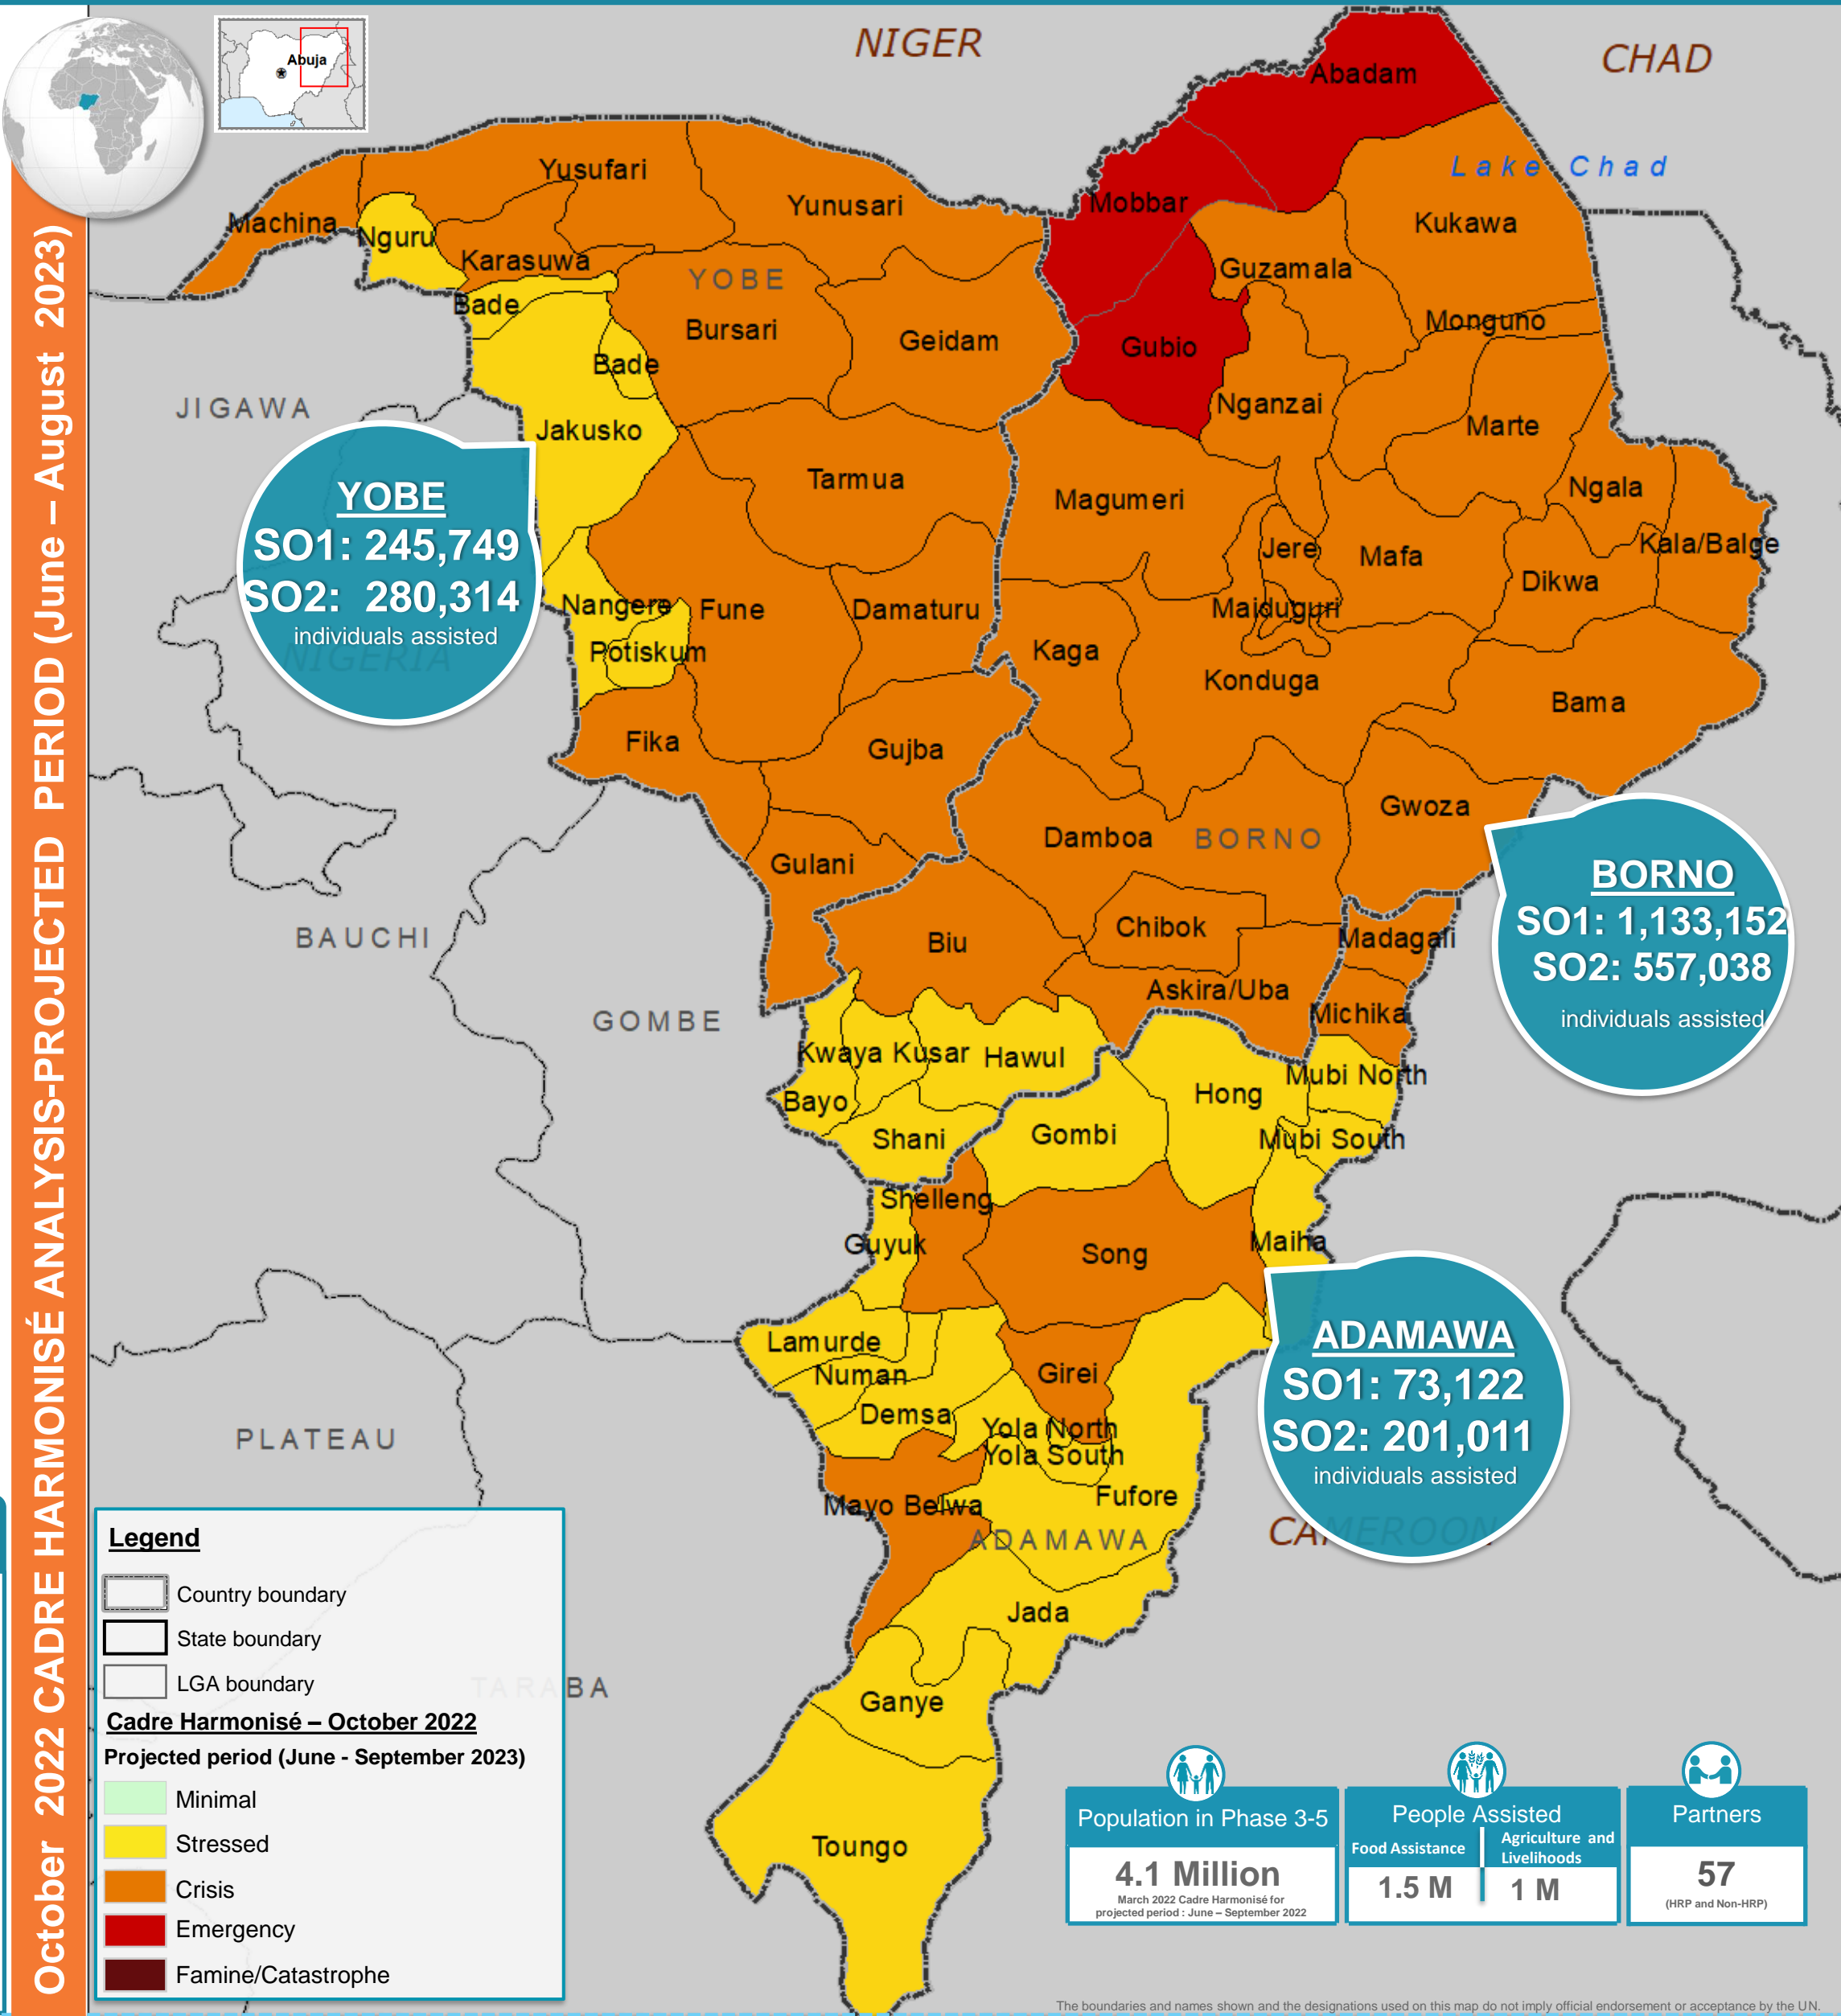 October 2022 CADRE HARMONISÉ ANALYSIS-PROJECTED PERIOD (June – August 2023)
Abuja
NIGER
CHAD
Lake Chad
Abadam
Mobbar
Kukawa
Guzamala
Gubio
Monguno
Nganzai
Marte
Magumeri
Ngala
Jere
Mafa
Kala/Balge
Dikwa
Maiduguri
Kaga
Konduga
Bama
Gwoza
Damboa
BORNO
Chibok
Biu
Askira/Uba
Kwaya Kusar
Hawul
Bayo
Shani
Machina
Nguru
Yusufari
Yunusari
Karasuwa
YOBE
Bade
Bursari
Geidam
Bade
Jakusko
Tarmua
Nangere
Fune
Damaturu
Potiskum
Fika
Gujba
Gulani
Madagali
Michika
Mubi North
Hong
Mubi South
Gombi
Shelleng
Guyuk
Song
Maiha
Lamurde
Numan
Girei
Demsa
Yola North
Yola South
Mayo Belwa
Fufore
ADAMAWA
Jada
Ganye
Toungo
JIGAWA
NIGERIA
BAUCHI
GOMBE
PLATEAU
TARABA
CAMEROON
YOBE
SO1: 245,749
SO2: 280,314
individuals assisted
BORNO
SO1: 1,133,152
SO2: 557,038
individuals assisted
ADAMAWA
SO1: 73,122
SO2: 201,011
individuals assisted
Legend
Country boundary
State boundary
LGA boundary
Cadre Harmonisé – October 2022
Projected period (June - September 2023)
Minimal
Stressed
Crisis
Emergency
Famine/Catastrophe
Population in Phase 3-5
4.1 Million
March 2022 Cadre Harmonisé for
projected period : June – September 2022
People Assisted
Food Assistance
Agriculture and
Livelihoods
1.5 M
1 M
Partners
57
(HRP and Non-HRP)
The boundaries and names shown and the designations used on this map do not imply official endorsement or acceptance by the UN.